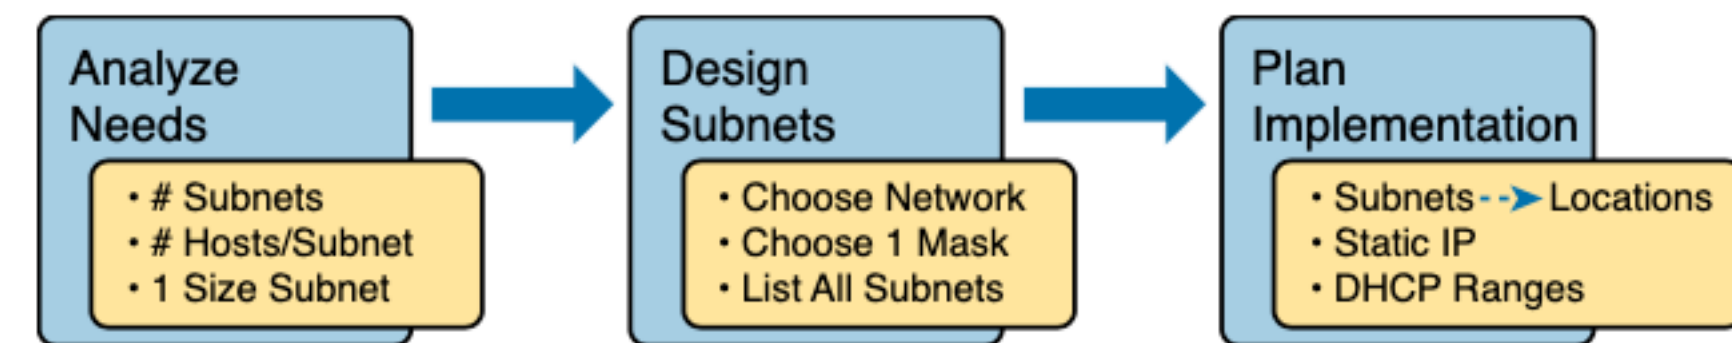 Analyze
Needs
• # Subnets
• # Hosts/Subnet
• 1 Size Subnet
Design
Subnets
• Choose Network
• Choose 1 Mask
• List All Subnets
Plan
Implementation
• Subnets Locations
• Static IP
• DHCP Ranges